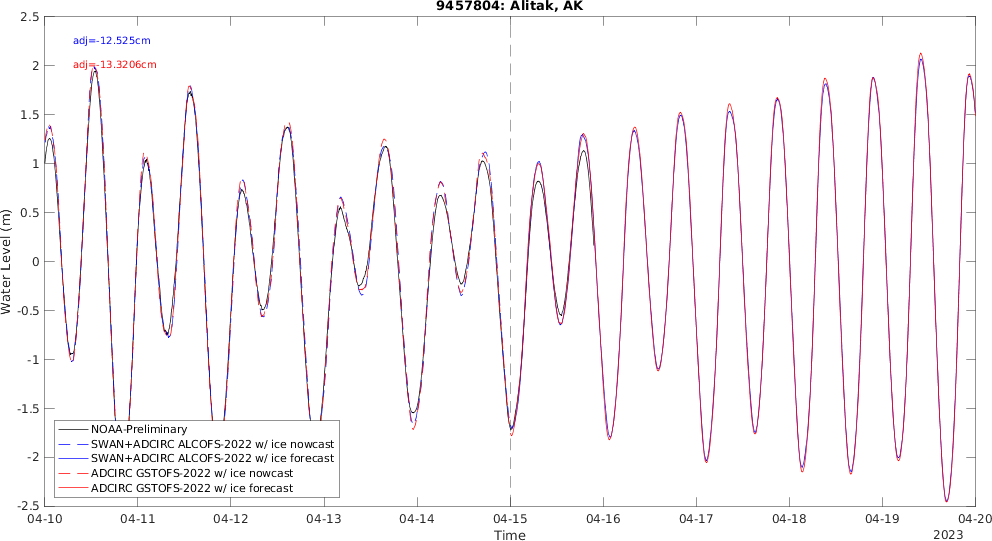 9457804: Alitak, AK
adj=-12.525cm
adj=-13.3206cm
2.5
2
1.5
1
0.5
0
-0.5
-1
-1.5
-2
-2.5
Water Level (m)
NOAA-Preliminary
SWAN+ADCIRC ALCOFS-2022 w/ ice nowcast
SWAN+ADCIRC ALCOFS-2022 w/ ice forecast
ADCIRC GSTOFS-2022 w/ ice nowcast
ADCIRC GSTOFS-2022 w/ ice forecast
04-10 04-11 04-12 04-13 04-14 04-15 04-16 04-17 04-18 04-19 04-20
Time
2023